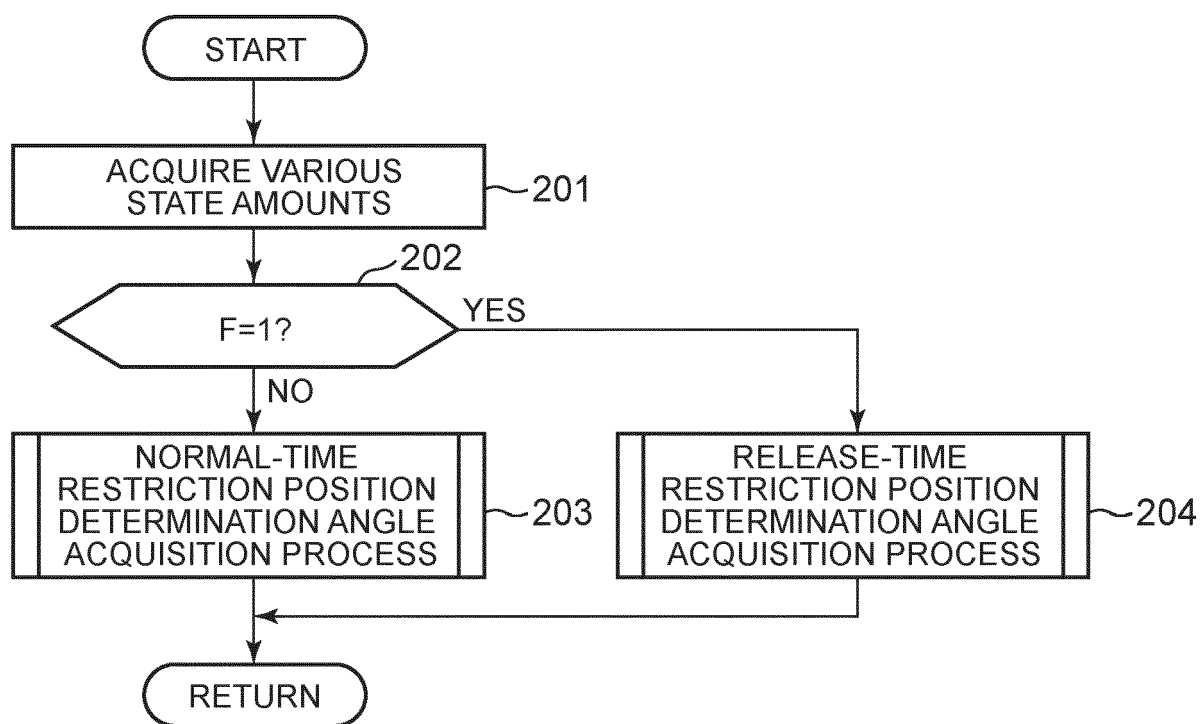 START
ACQUIRE VARIOUS
STATE AMOUNTS
201
202
F=1?
YES
NO
NORMAL-TIME
RESTRICTION POSITION
DETERMINATION ANGLE
ACQUISITION PROCESS
203
RELEASE-TIME
RESTRICTION POSITION
DETERMINATION ANGLE
ACQUISITION PROCESS
204
RETURN